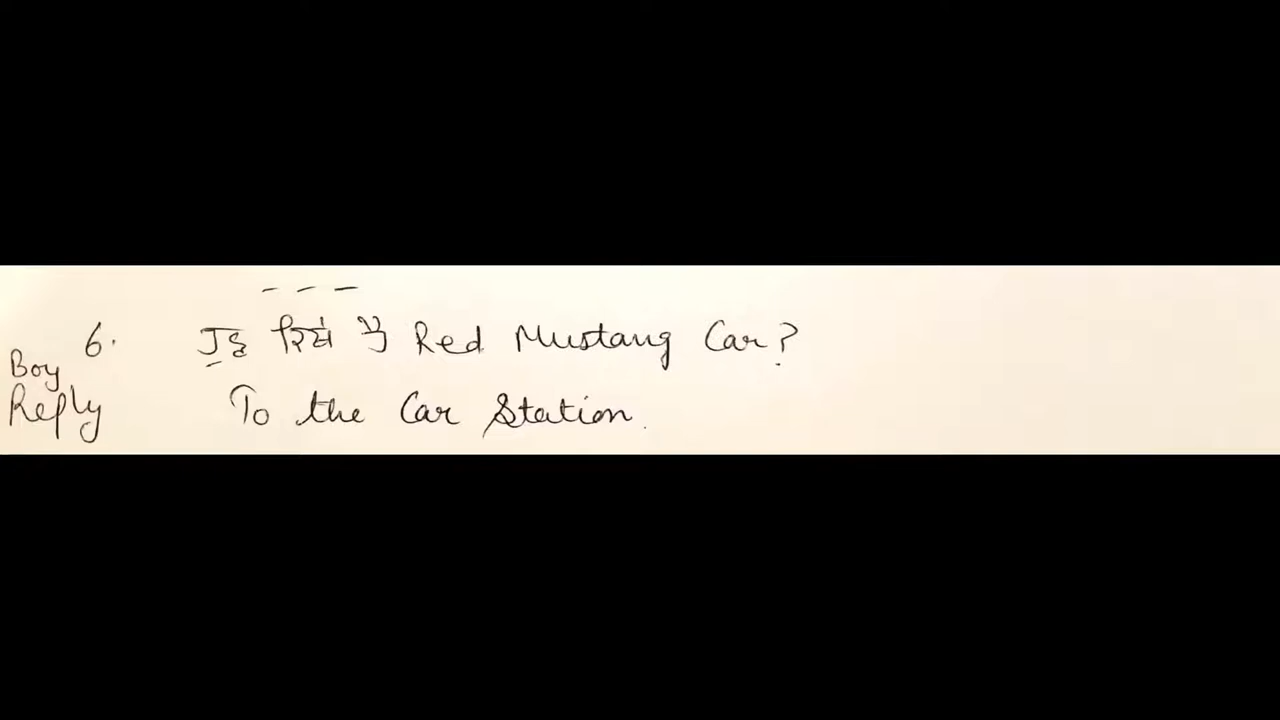 6. Red Mustang Car?
Boy
Reply To the Car Station.